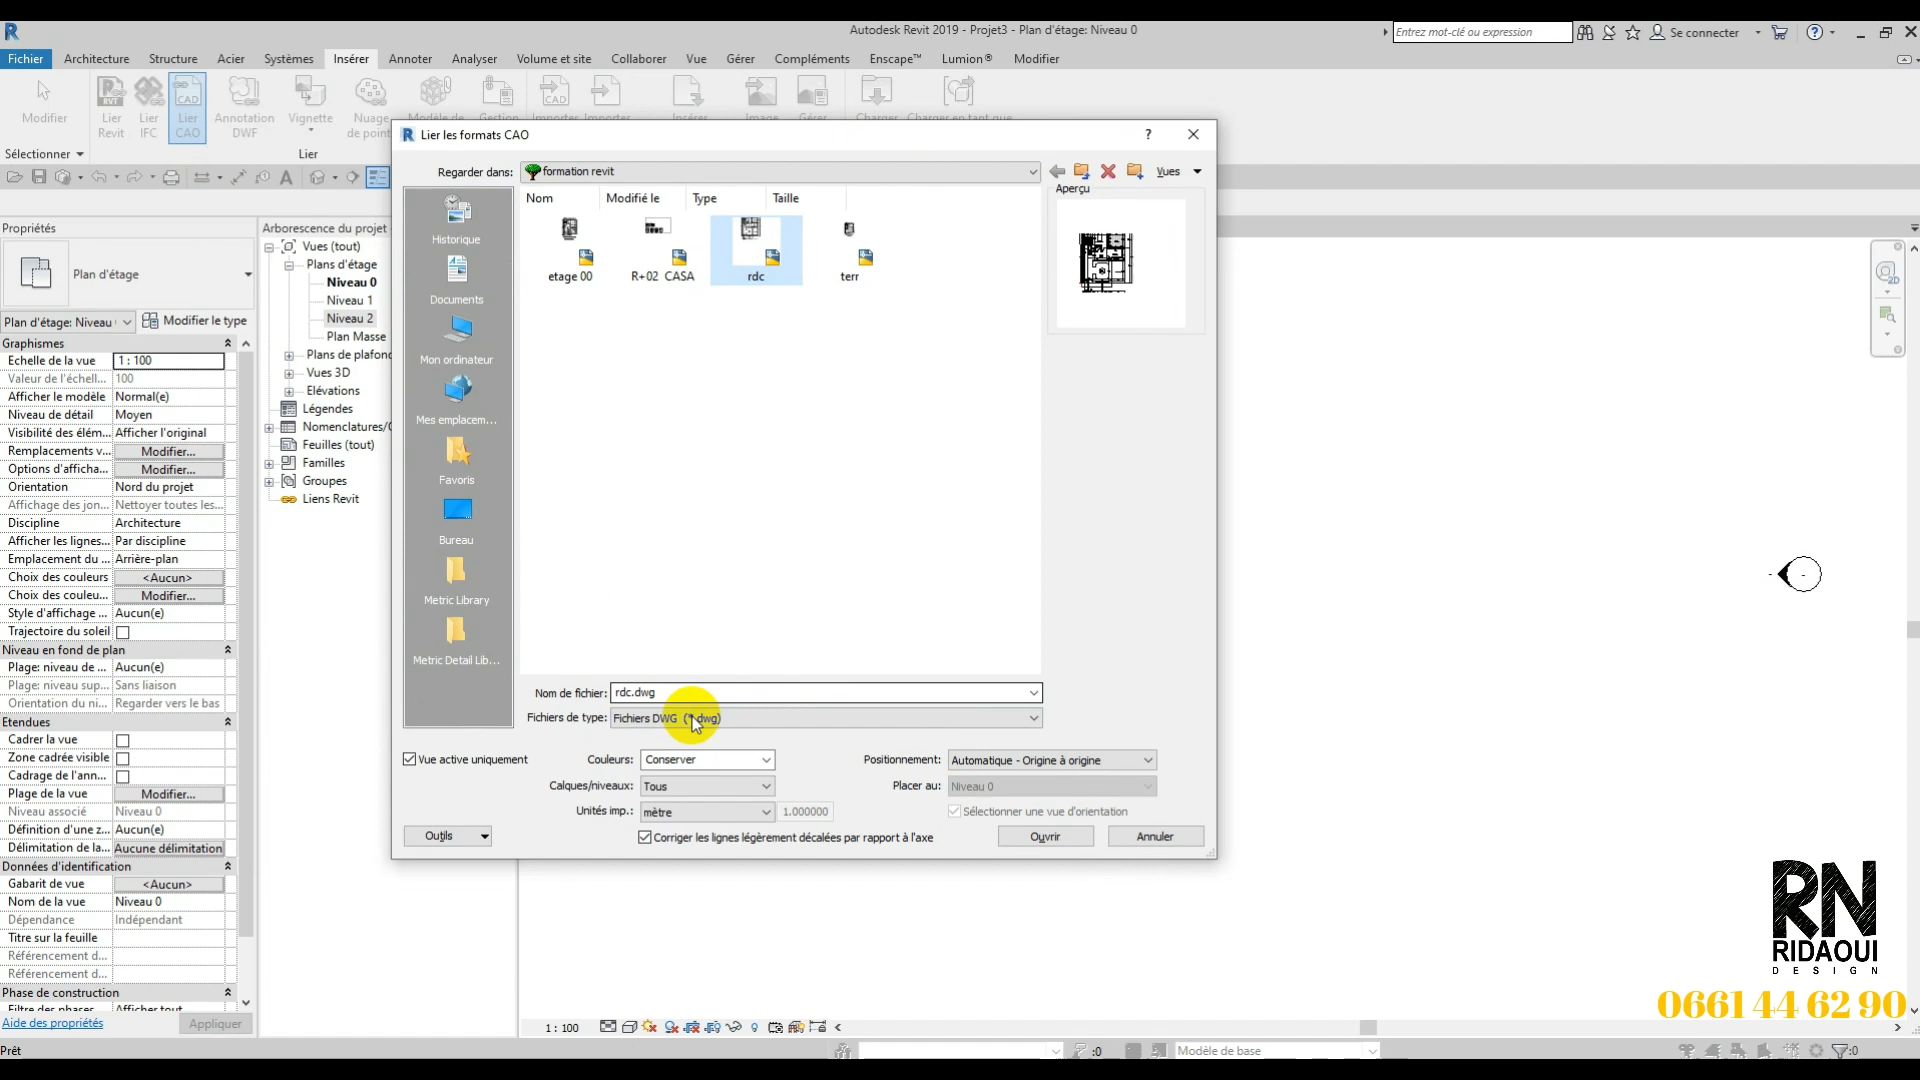 Autodesk Revit 2019 - Projet3 - Plan d'étage: Niveau 0
Entrez mot-clé ou expression
Se connecter
Fichier Architecture Structure Acier Systèmes Insérer Annoter Analyser Volume et site Collaborer Vue Gérer Compléments Enscape™ Lumion® Modifier
Modifier
Lier Revit
Lier IFC
Lier CAO
Annotation DWF
Vignette
Nuage de point
Sélectionner
Lier
Lier les formats CAO
Regarder dans: formation revit
Vues
Nom Modifié le Type Taille
Aperçu
Historique
Documents
Mon ordinateur
Mes emplacem...
Favoris
Bureau
Metric Library
Metric Detail Lib...
etage 00
R+02 CASA
rdc
terr
Nom de fichier: rdc.dwg
Fichiers de type: Fichiers DWG (*.dwg)
Vue active uniquement
Couleurs: Conserver
Positionnement: Automatique - Origine à origine
Calques/niveaux: Tous
Placer au: Niveau 0
Unités imp.: mètre 1.000000
Sélectionner une vue d'orientation
Outils
Corriger les lignes légèrement décalées par rapport à l'axe
Ouvrir
Annuler
Propriétés
Plan d'étage
Plan d'étage: Niveau
Modifier le type
Graphismes
Echelle de la vue 1 : 100
Valeur de l'échell... 100
Afficher le modèle Normal(e)
Niveau de détail Moyen
Visibilité des élém... Afficher l'original
Remplacements v... Modifier...
Options d'afficha... Modifier...
Orientation Nord du projet
Affichage des jon... Nettoyer toutes les...
Discipline Architecture
Afficher les lignes... Par discipline
Emplacement du ... Arrière-plan
Choix des couleurs <Aucun>
Choix des couleu... Modifier...
Style d'affichage ... Aucun(e)
Trajectoire du soleil
Niveau en fond de plan
Plage: niveau de ... Aucun(e)
Plage: niveau sup... Sans liaison
Orientation du ni... Regarder vers le bas
Etendues
Cadrer la vue
Zone cadrée visible
Cadrage de l'ann...
Plage de la vue Modifier...
Niveau associé Niveau 0
Définition d'une z... Aucun(e)
Délimitation de la... Aucune délimitation
Données d'identification
Gabarit de vue <Aucun>
Nom de la vue Niveau 0
Dépendance Indépendant
Titre sur la feuille
Référencement d...
Référencement d...
Phase de construction
Filtre des phases Afficher tout
Aide des propriétés
Appliquer
Arborescence du projet
Vues (tout)
Plans d'étage
Niveau 0
Niveau 1
Niveau 2
Plan Masse
Plans de plafond
Vues 3D
Elévations
Légendes
Nomenclatures/
Feuilles (tout)
Familles
Groupes
Liens Revit
RN
RIDAOUI
DESIGN
0661 44 62 90
1 : 100
Prêt
:0
Modèle de base
:0